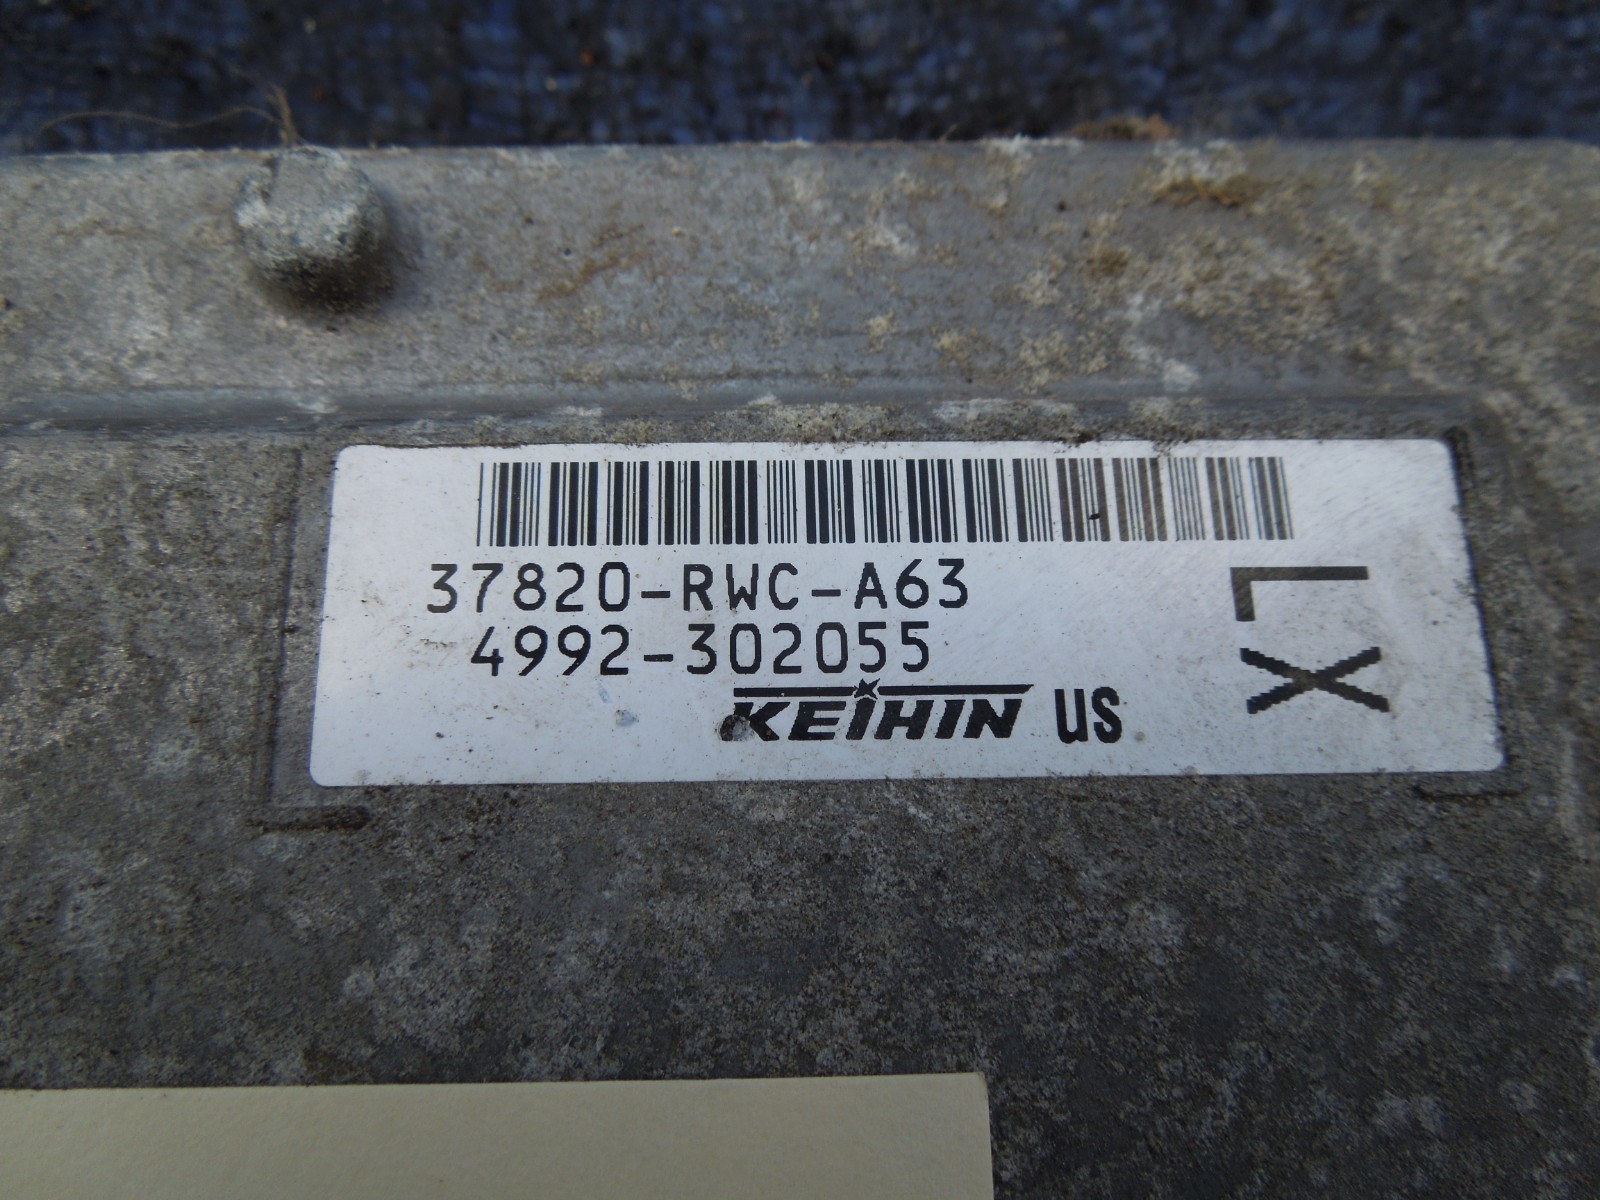 37820-RWC-A63
4992-302055
KEIHIN US
LX